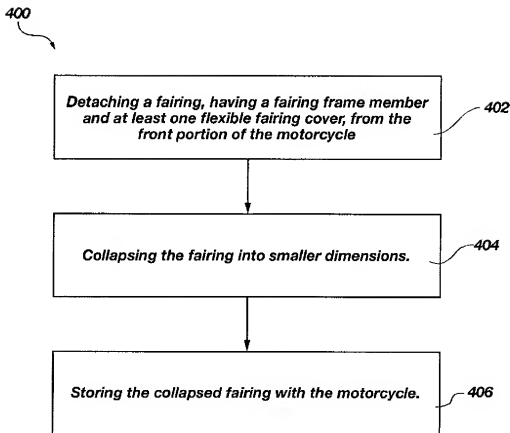 400
Detaching a fairing, having a fairing frame member
and at least one flexible fairing cover, from the
front portion of the motorcycle
402
Collapsing the fairing into smaller dimensions.
404
Storing the collapsed fairing with the motorcycle.
406